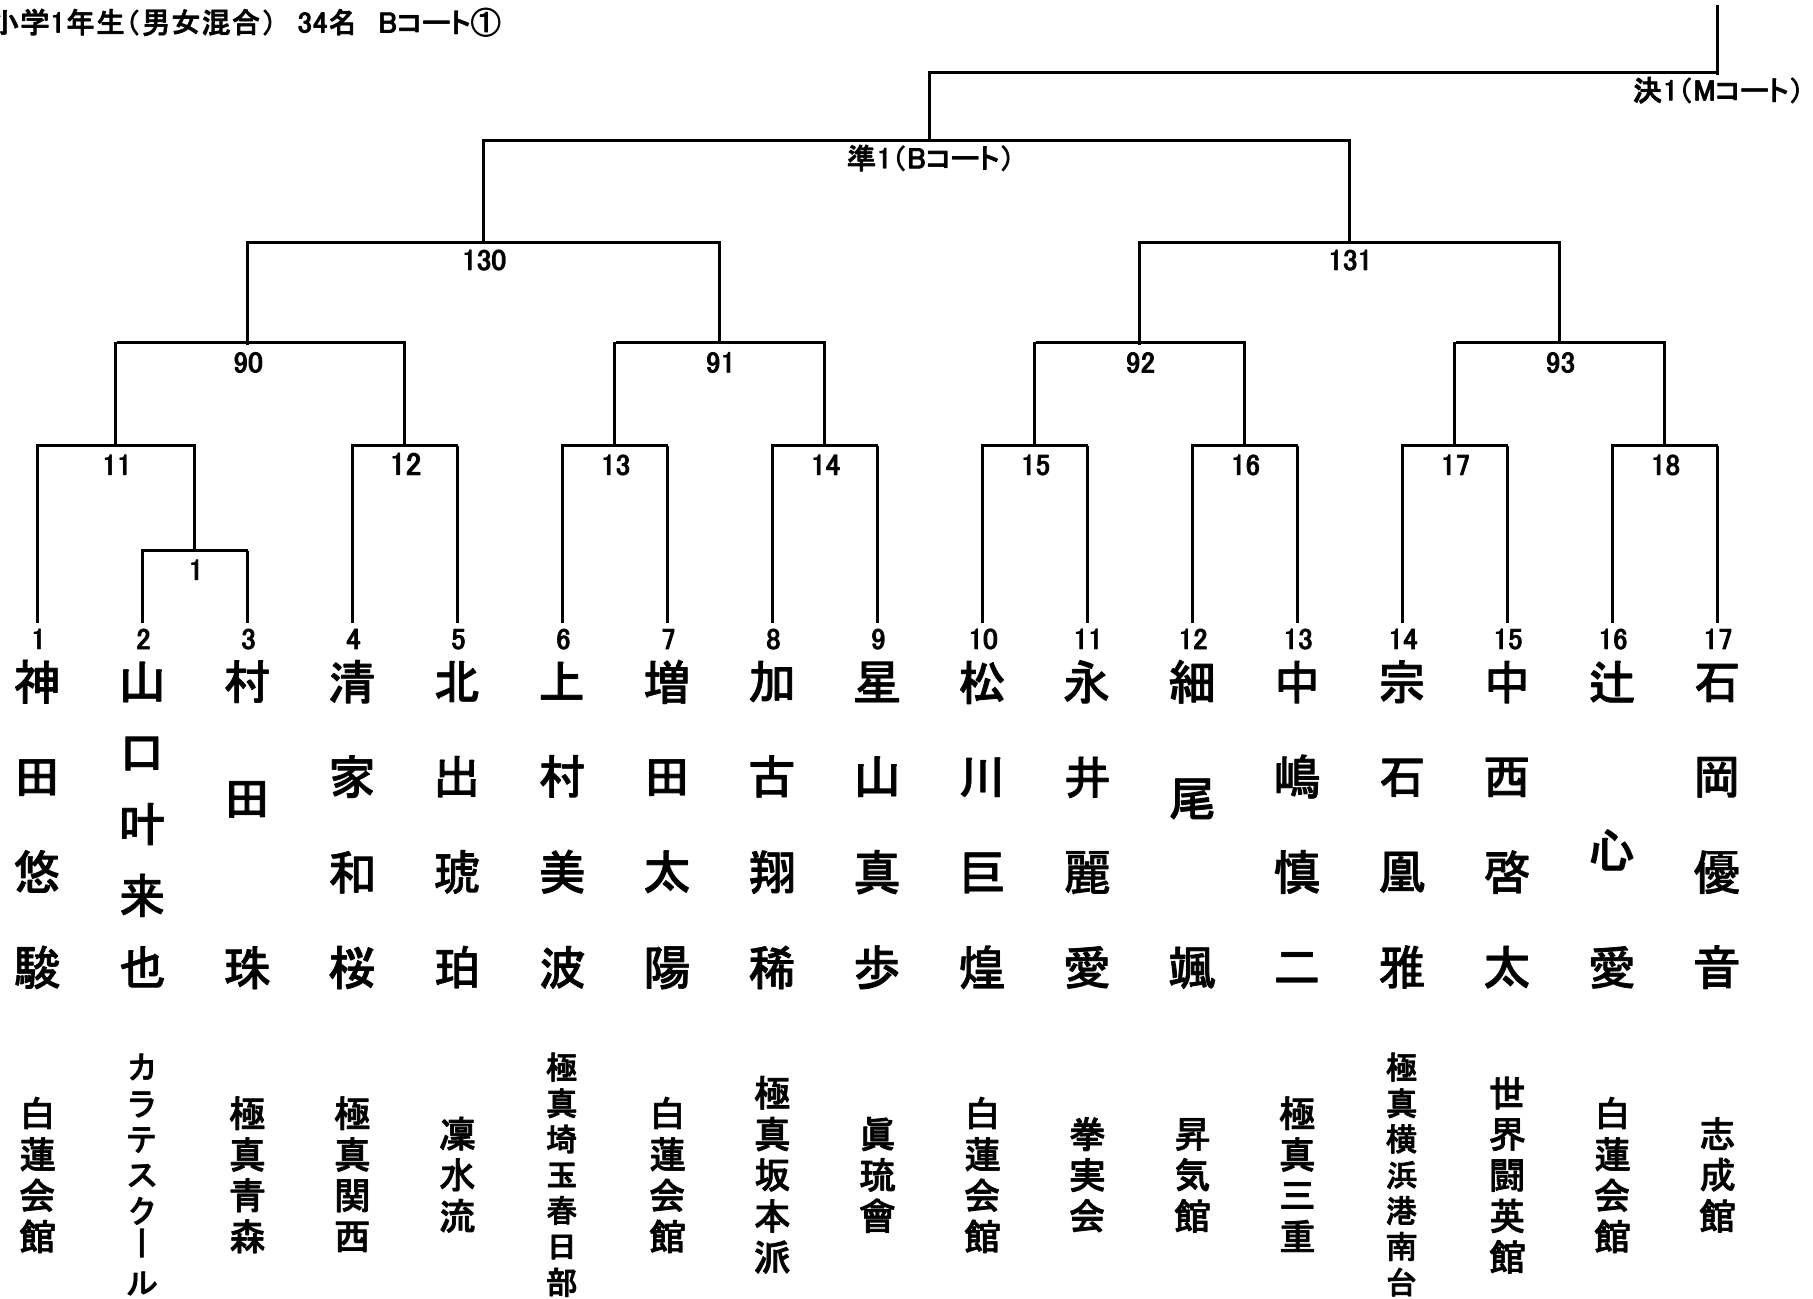 小学1年生（男女混合）　34名　Bコート①
決1（Mコート）
準1（Bコート）
130
131
90
91
92
93
11
12
13
14
15
16
17
18
1
1
2
3
4
5
6
7
8
9
10
11
12
13
14
15
16
17
神田悠駿
山口叶来也
村田珠
清家和桜
北出琥珀
上村美波
増田太陽
加古翔稀
星山真歩
松川巨煌
永井麗愛
細尾颯
中嶋慎二
宗石凰雅
中西啓太
辻心愛
石岡優音
白蓮会館
カラテスクール
極真青森
極真関西
凜水流
極真埼玉春日部
白蓮会館
極真坂本派
眞琉會
白蓮会館
拳実会
昇気館
極真三重
極真横浜港南台
世界闘英館
白蓮会館
志成館